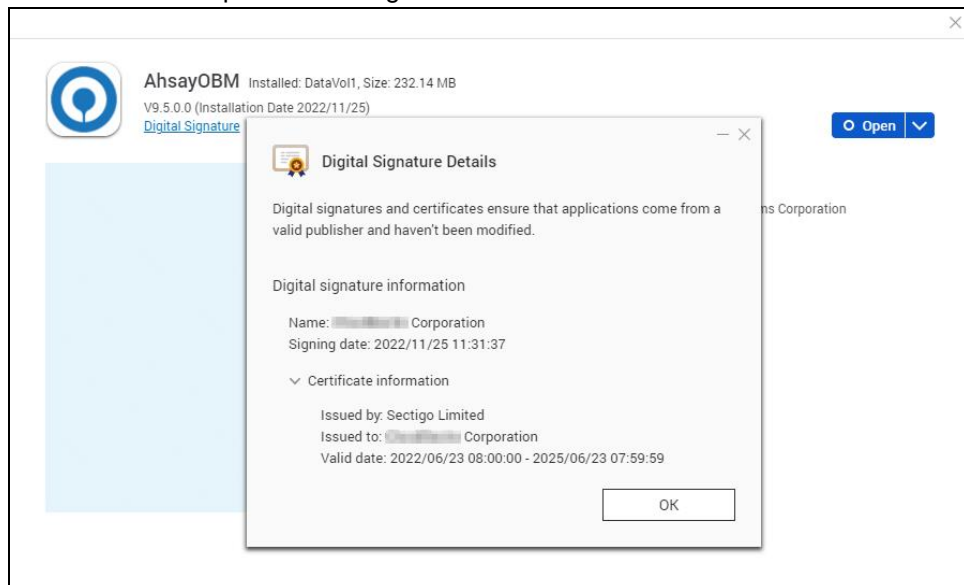 AhsayOBM Installed: DataVol1, Size: 232.14 MB
V9.5.0.0 (Installation Date 2022/11/25)
Digital Signature
Open
Digital Signature Details
Digital signatures and certificates ensure that applications come from a
valid publisher and haven't been modified.
ns Corporation
Digital signature information
Name: Corporation
Signing date: 2022/11/25 11:31:37
Certificate information
Issued by: Sectigo Limited
Issued to: Corporation
Valid date: 2022/06/23 08:00:00 - 2025/06/23 07:59:59
OK